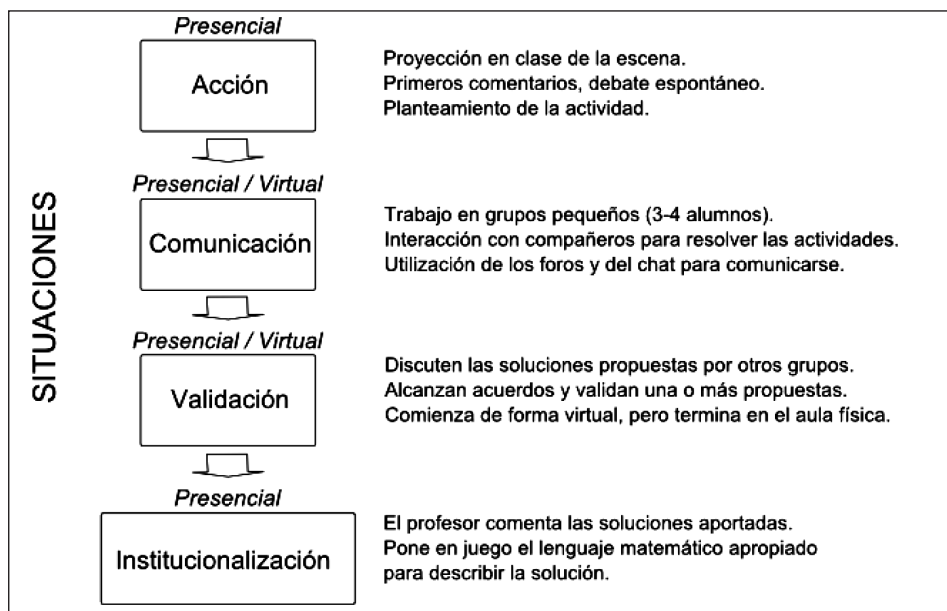 SITUACIONES
Presencial
Acción
Proyección en clase de la escena.
Primeros comentarios, debate espontáneo.
Planteamiento de la actividad.
Presencial / Virtual
Comunicación
Trabajo en grupos pequeños (3-4 alumnos).
Interacción con compañeros para resolver las actividades.
Utilización de los foros y del chat para comunicarse.
Presencial / Virtual
Validación
Discuten las soluciones propuestas por otros grupos.
Alcanzan acuerdos y validan una o más propuestas.
Comienza de forma virtual, pero termina en el aula física.
Presencial
Institucionalización
El profesor comenta las soluciones aportadas.
Pone en juego el lenguaje matemático apropiado
para describir la solución.